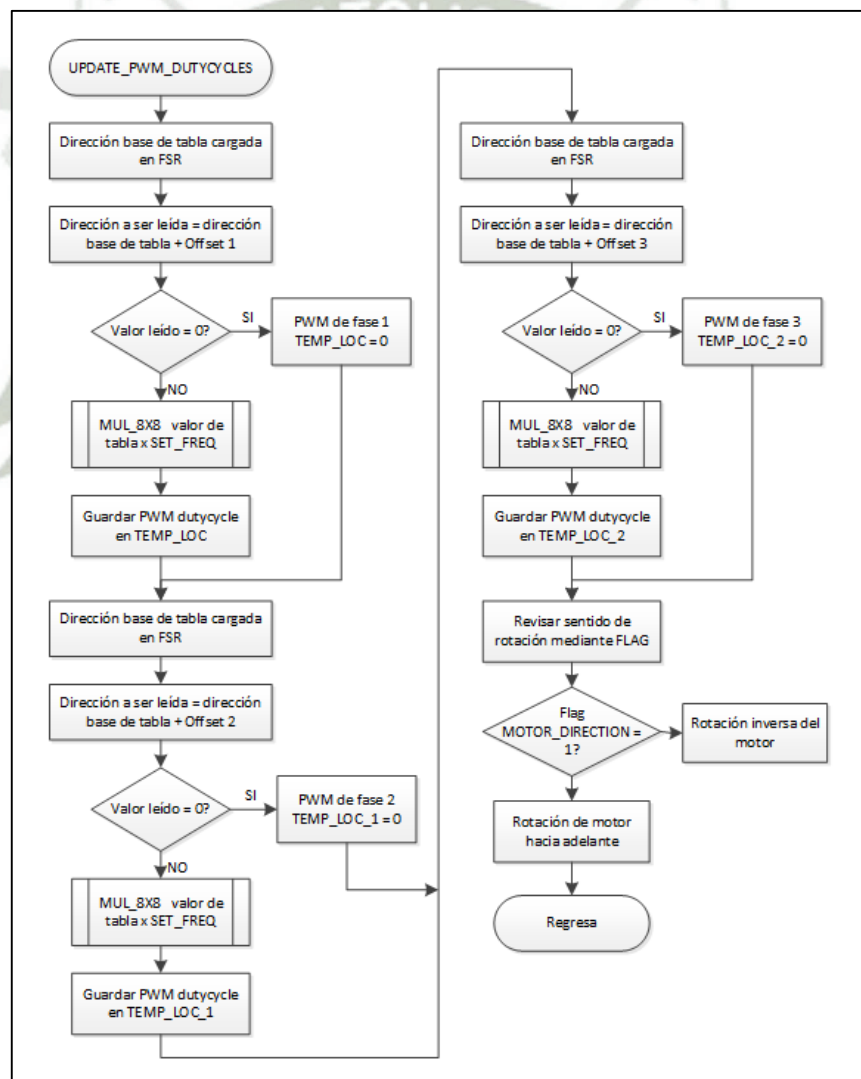 UPDATE_PWM_DUTYCYCLES
Dirección base de tabla cargada
en FSR
Dirección a ser leída = dirección
base de tabla + Offset 1
Valor leído = 0?
SI
PWM de fase 1
TEMP_LOC = 0
NO
MUL_8X8 valor de
tabla x SET_FREQ
Guardar PWM dutycycle
en TEMP_LOC
Dirección base de tabla cargada
en FSR
Dirección a ser leída = dirección
base de tabla + Offset 2
Valor leído = 0?
SI
PWM de fase 2
TEMP_LOC_1 = 0
NO
MUL_8X8 valor de
tabla x SET_FREQ
Guardar PWM dutycycle
en TEMP_LOC_1
Dirección base de tabla cargada
en FSR
Dirección a ser leída = dirección
base de tabla + Offset 3
Valor leído = 0?
SI
PWM de fase 3
TEMP_LOC_2 = 0
NO
MUL_8X8 valor de
tabla x SET_FREQ
Guardar PWM dutycycle
en TEMP_LOC_2
Revisar sentido de
rotación mediante FLAG
Flag
MOTOR_DIRECTION =
1?
Rotación inversa del
motor
Rotación de motor
hacia adelante
Regresa